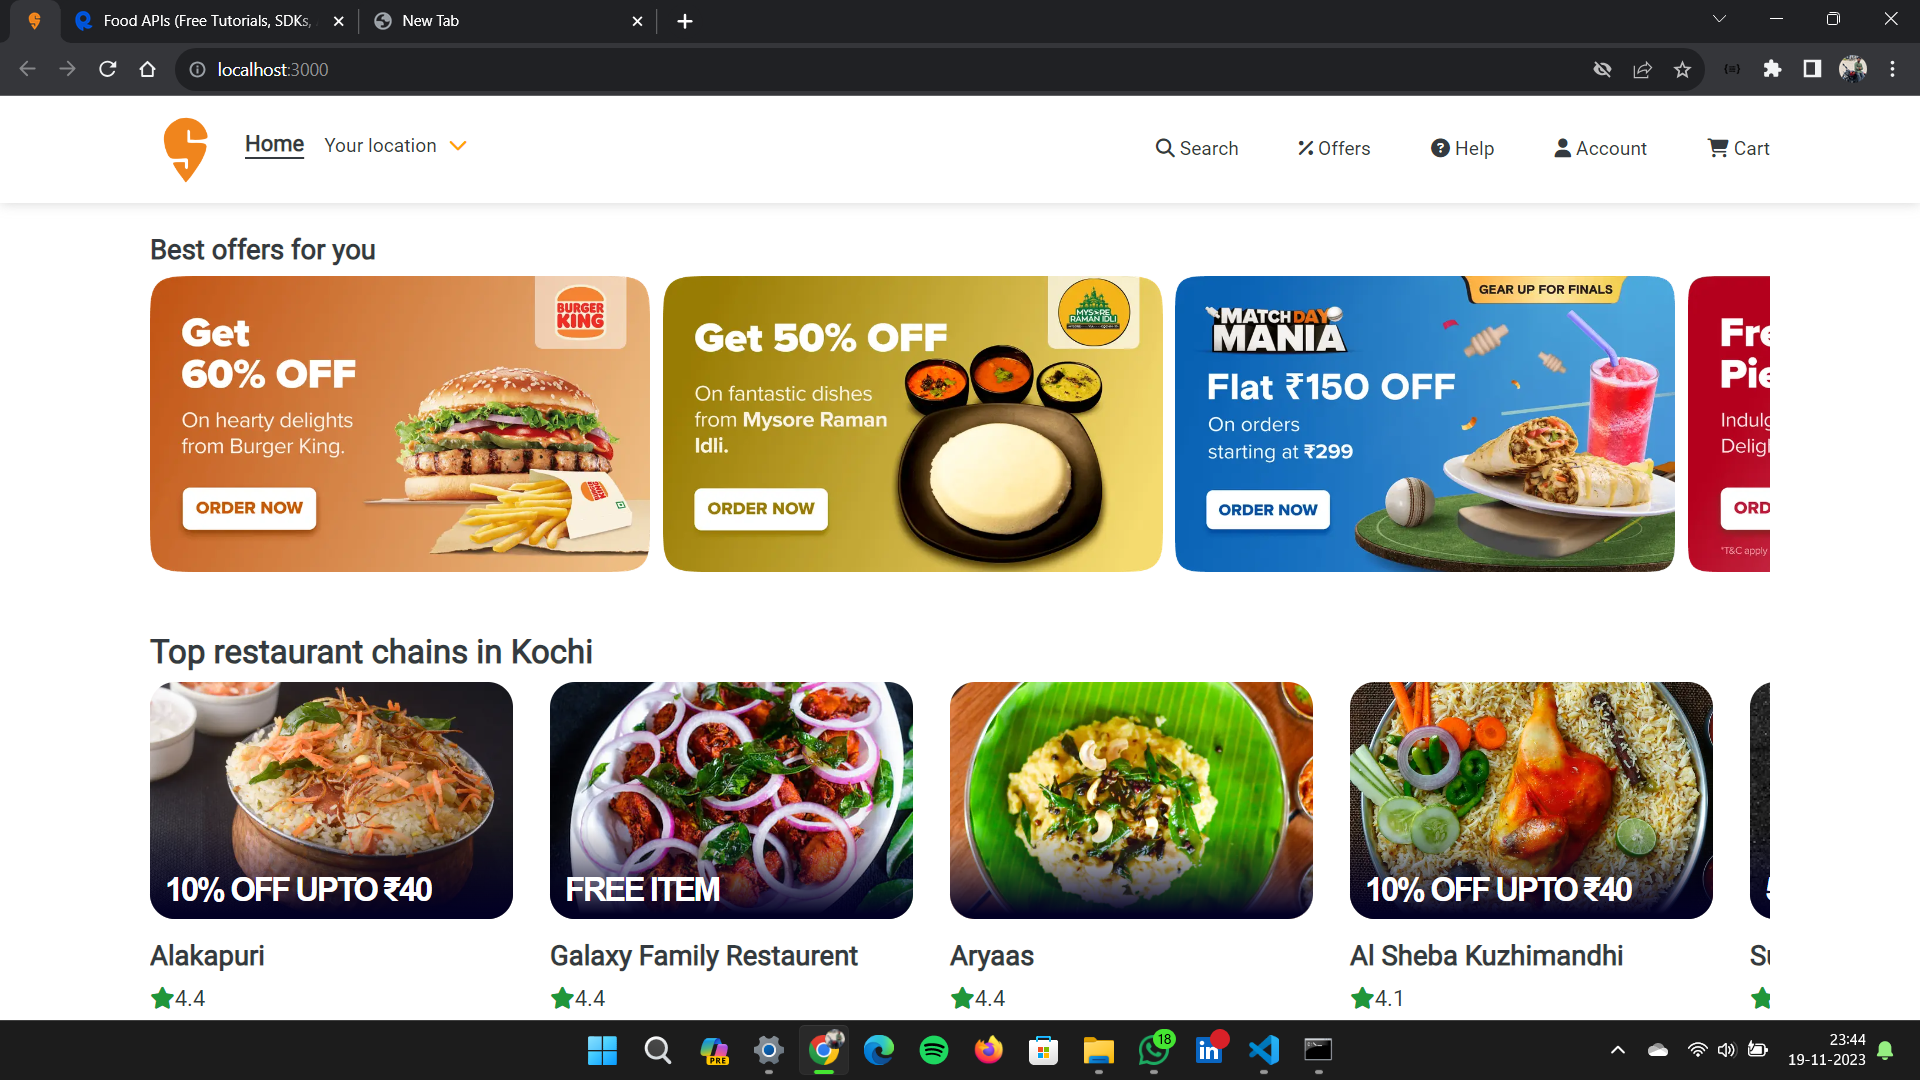 Food APIs (Free Tutorials, SDKs,
New Tab
localhost:3000
Home
Your location
Search
Offers
Help
Account
Cart
Best offers for you
Get
60% OFF
On hearty delights
from Burger King.
ORDER NOW
BURGER
KING
Get 50% OFF
On fantastic dishes
from Mysore Raman
Idli.
ORDER NOW
MYSORE
RAMAN IDLI
GEAR UP FOR FINALS
MATCH DAY
MANIA
Flat ₹150 OFF
On orders
starting at ₹299
ORDER NOW
Fre
Pie
Indulg
Deligh
ORD
*T&C apply
Top restaurant chains in Kochi
10% OFF UPTO ₹40
FREE ITEM
10% OFF UPTO ₹40
Alakapuri
Galaxy Family Restaurent
Aryaas
Al Sheba Kuzhimandhi
Su
4.4
4.4
4.4
4.1
PRE
18
23:44
19-11-2023